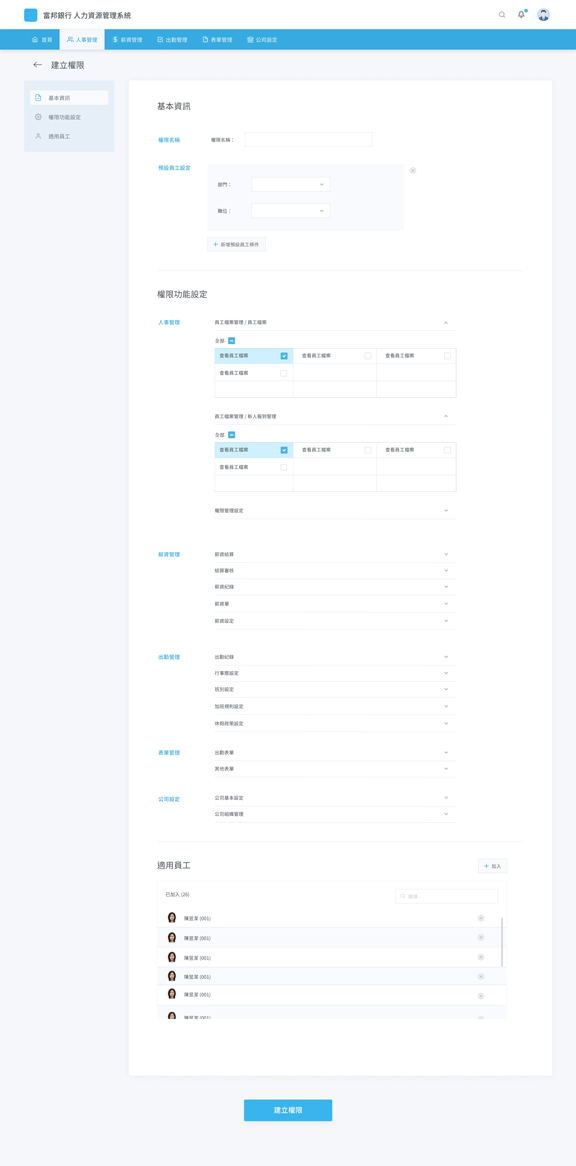 富邦銀行 人力資源管理系統
首頁 人事管理 薪資管理 出勤管理 表單管理 公司設定
建立權限
基本資訊
權限功能設定
適用員工
基本資訊
權限名稱 權限名稱：
預設員工設定
部門：
職位：
新增預設員工條件
權限功能設定
人事管理 員工檔案管理 / 員工檔案
全部
查看員工檔案 查看員工檔案 查看員工檔案
查看員工檔案
員工檔案管理 / 新人報到管理
全部
查看員工檔案 查看員工檔案 查看員工檔案
查看員工檔案
權限管理設定
薪資管理 薪資結算
結算審核
薪資紀錄
薪資單
薪資設定
出勤管理 出勤紀錄
行事曆設定
班別設定
加班規則設定
休假政策設定
表單管理 出勤表單
其他表單
公司設定 公司基本設定
公司組織管理
適用員工 加入
已加入 (26) 搜尋
陳昱潔 (001)
陳昱潔 (001)
陳昱潔 (001)
陳昱潔 (001)
陳昱潔 (001)
陳昱潔 (001)
建立權限